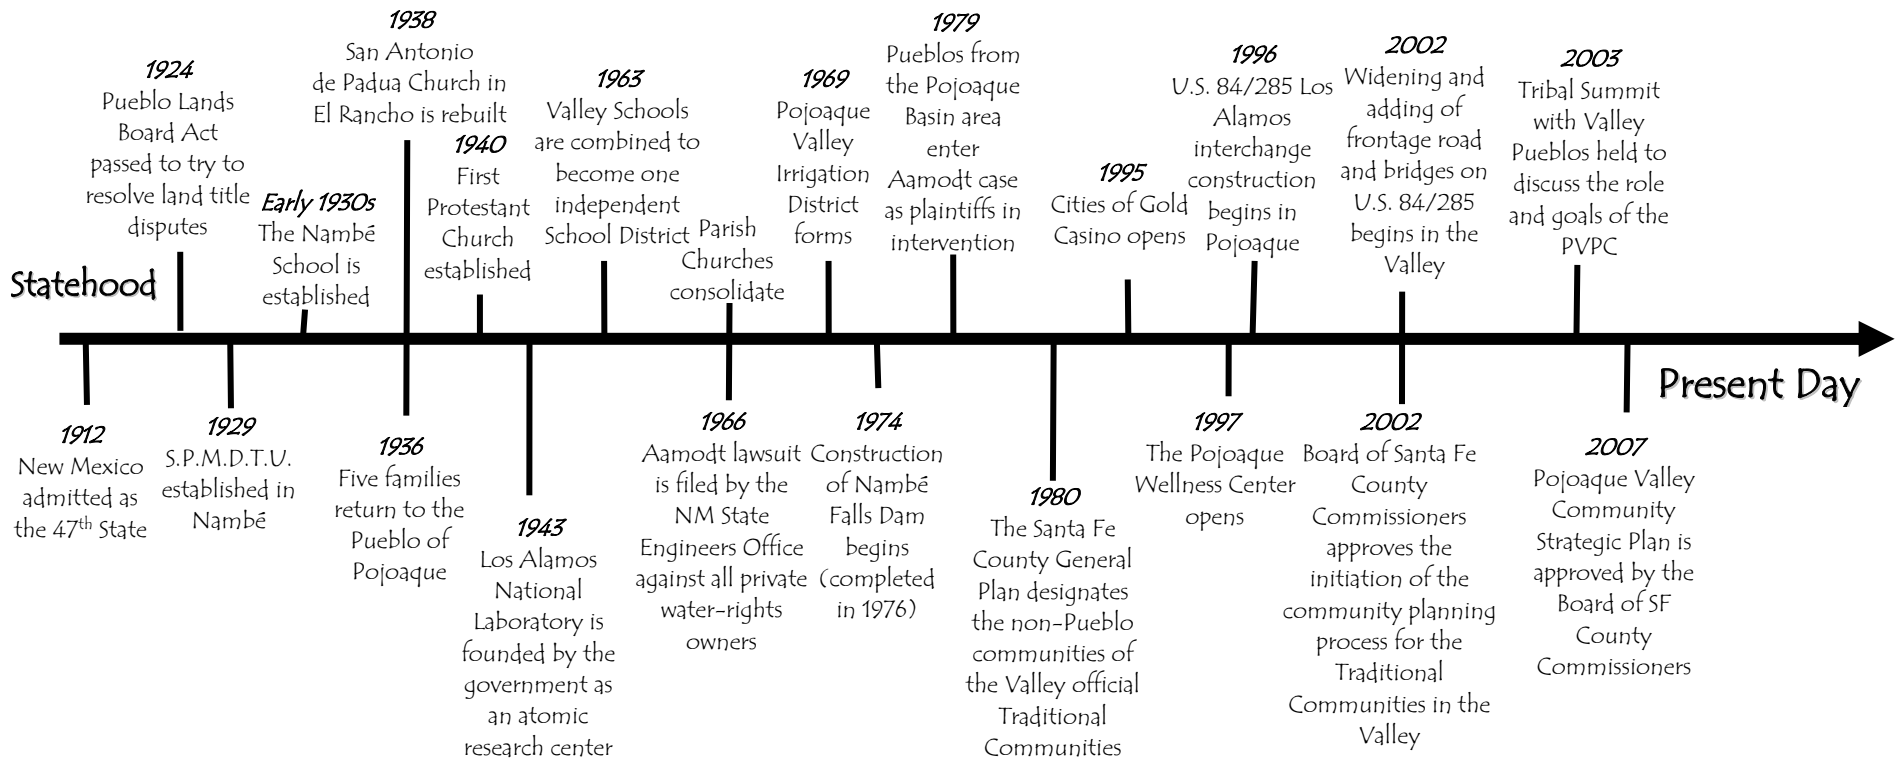 1924
Pueblo Lands
Board Act
passed to try to
resolve land title
disputes
Early 1930s
The Nambé
School is
established
1938
San Antonio
de Padua Church in
El Rancho is rebuilt
1940
First
Protestant
Church
established
1963
Valley Schools
are combined to
become one
independent
School District
Parish
Churches
consolidate
1969
Pojoaque
Valley
Irrigation
District
forms
1979
Pueblos from
the Pojoaque
Basin area
enter
Aamodt case
as plaintiffs in
intervention
1995
Cities of Gold
Casino opens
1996
U.S. 84/285 Los
Alamos
interchange
construction
begins in
Pojoaque
2002
Widening and
adding of
frontage road
and bridges on
U.S. 84/285
begins in the
Valley
2003
Tribal Summit
with Valley
Pueblos held to
discuss the role
and goals of the
PVPC
Statehood
Present Day
1912
New Mexico
admitted as
the 47th State
1929
S.P.M.D.T.U.
established in
Nambé
1936
Five families
return to the
Pueblo of
Pojoaque
1943
Los Alamos
National
Laboratory is
founded by the
government as
an atomic
research center
1966
Aamodt lawsuit
is filed by the
NM State
Engineers Office
against all private
water-rights
owners
1974
Construction
of Nambé
Falls Dam
begins
(completed
in 1976)
1980
The Santa Fe
County General
Plan designates
the non-Pueblo
communities of
the Valley official
Traditional
Communities
1997
The Pojoaque
Wellness Center
opens
2002
Board of Santa Fe
County
Commissioners
approves the
initiation of the
community planning
process for the
Traditional
Communities in the
Valley
2007
Pojoaque Valley
Community
Strategic Plan is
approved by the
Board of SF
County
Commissioners